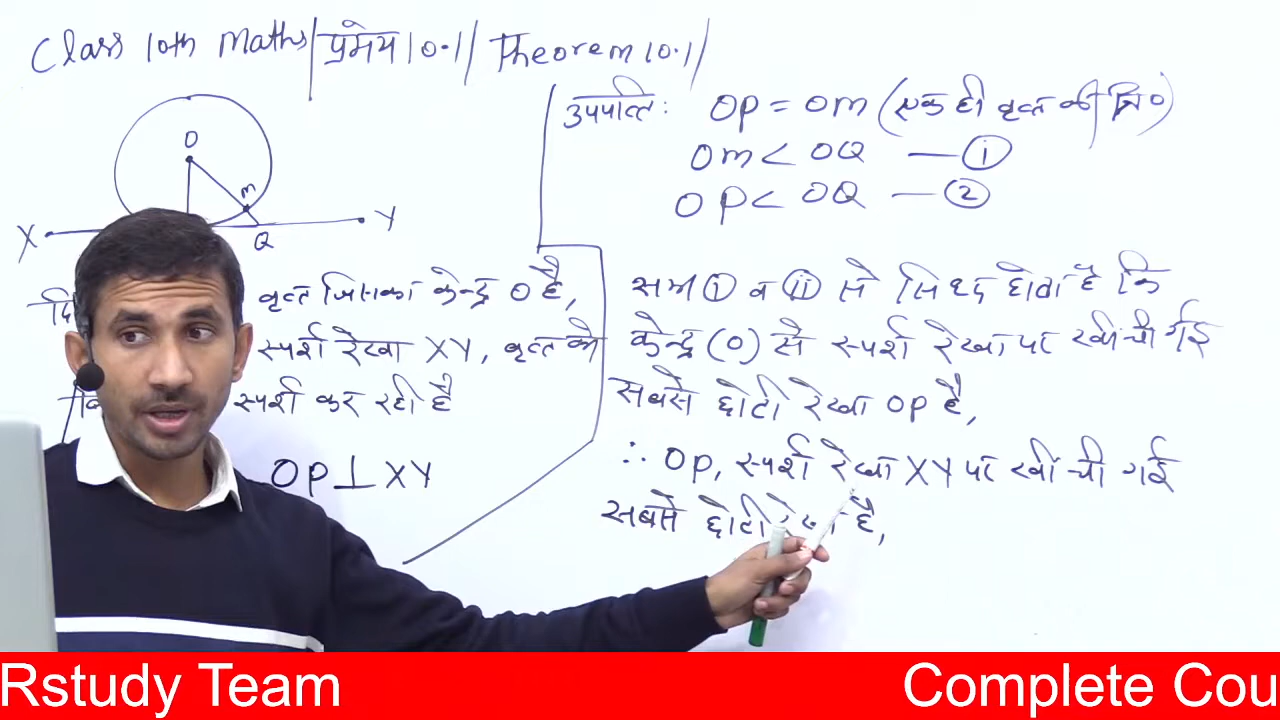 Class 10th Maths/प्रमेय 10.1// Theorem 10.1//
O
M
X
Y
Q
वृत्त जिसका केन्द्र O है,
स्पर्श रेखा XY, वृत्त को
स्पर्श कर रही है
OP⊥XY
उपपत्ति: OP = OM (एक ही वृत्त की त्रि०)
OM < OQ — ①
OP < OQ — ②
सम① व ⅱ से सिध्द होता है कि
केन्द्र (O) से स्पर्श रेखा पर खींची गई
सबसे छोटी रेखा OP है,
∴ OP, स्पर्श रेखा XY पर खींची गई
सबसे छोटी रेखा है,
Rstudy Team
Complete Cou